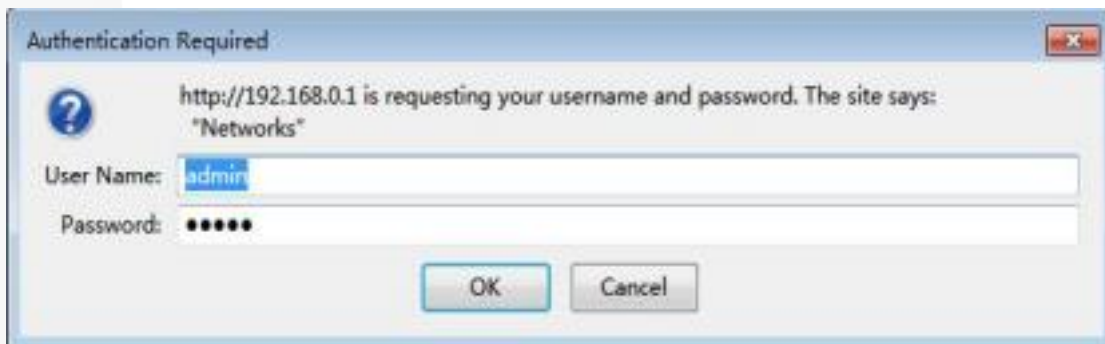 Authentication Required
http://192.168.0.1 is requesting your username and password. The site says:
"Networks"
User Name: admin
Password: •••••
OK Cancel